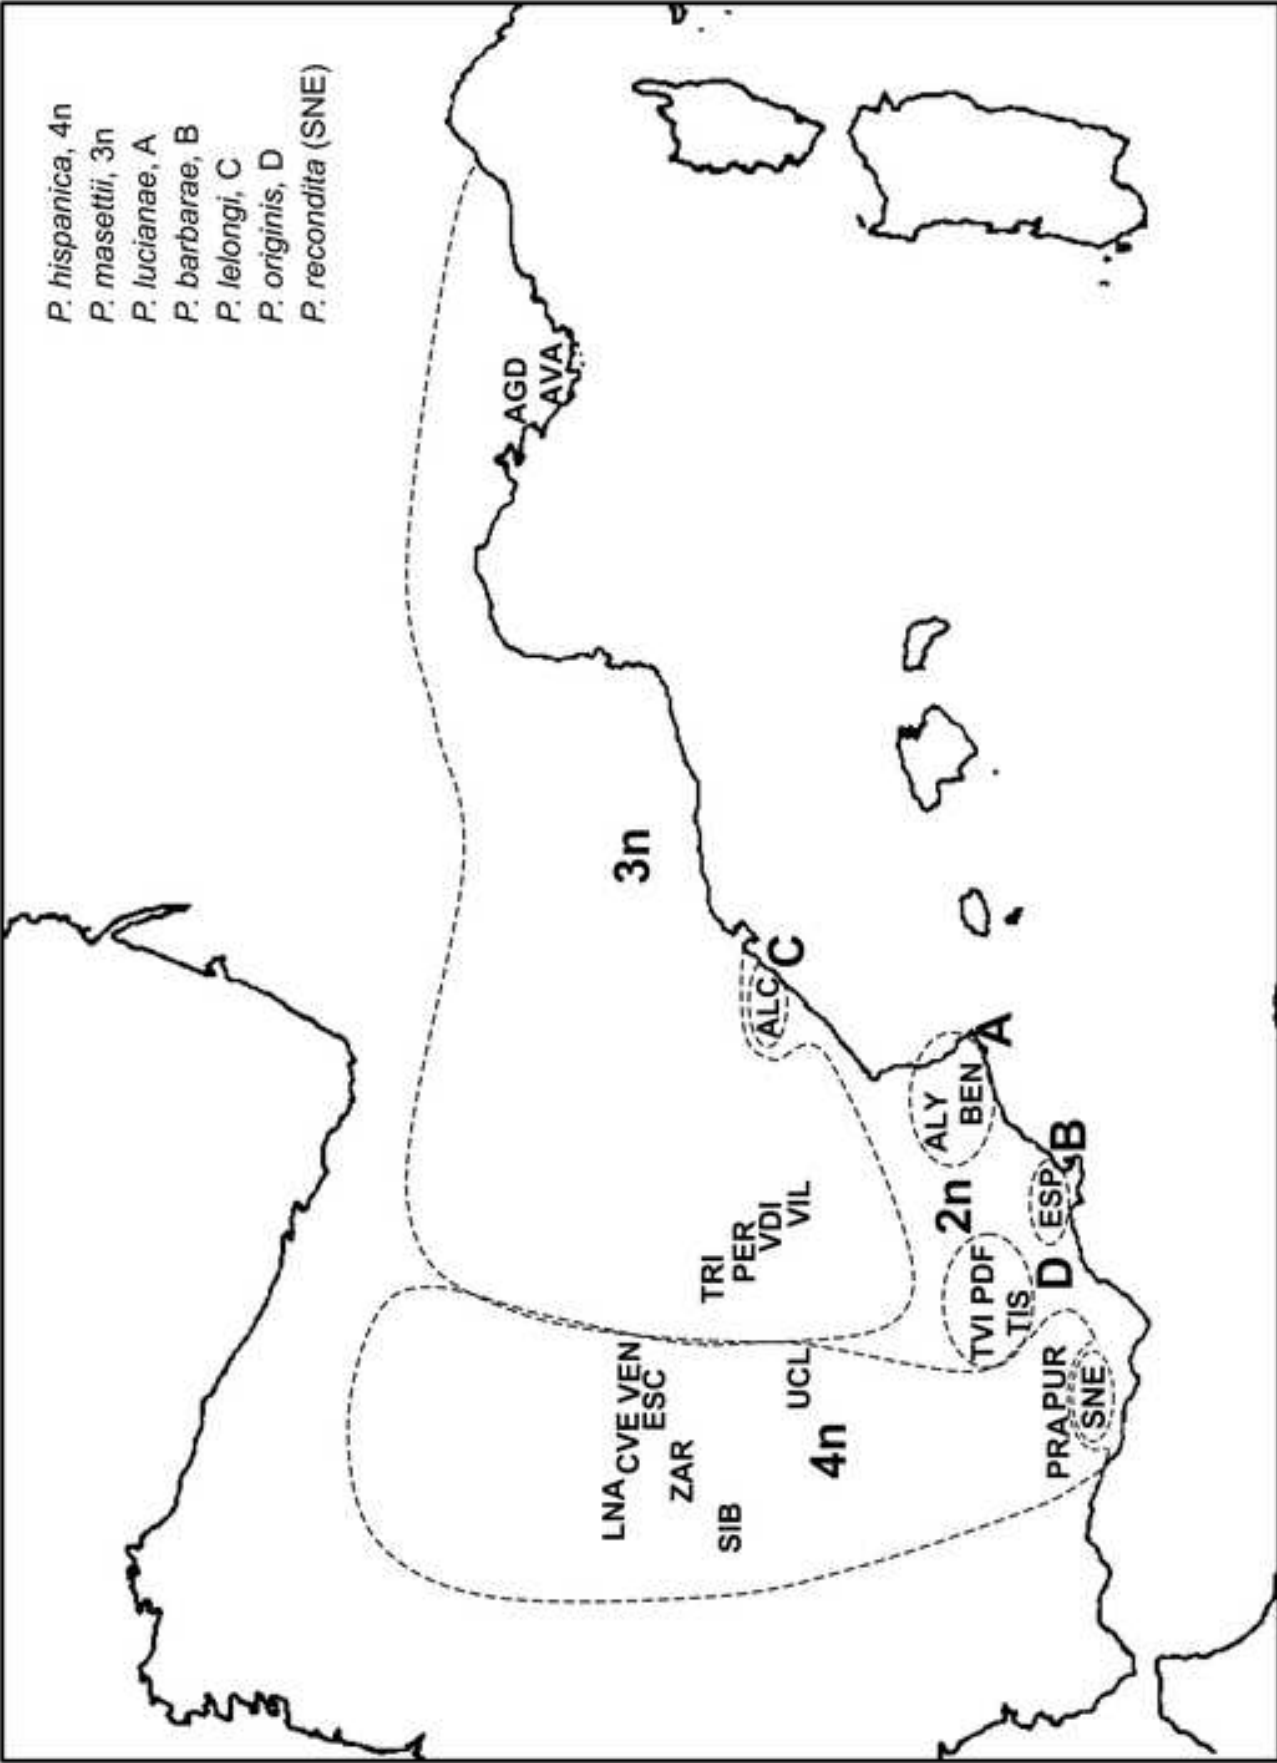 P. hispanica, 4n
P. masettii, 3n
P. lucianae, A
P. barbarae, B
P. lelongi, C
P. originis, D
P. recondita (SNE)
AGD
AVA
3n
ALC
C
TRI
PER
VDI
VIL
LNA CVE VEN
ESC
ZAR
SIB
UCL
4n
2n
ALY
BEN
A
ESP
B
TVI PDF
TIS
D
PRA PUR
SNE